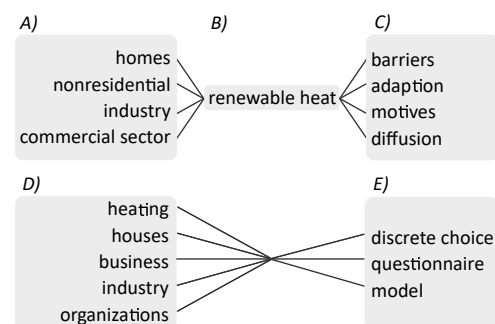 A)
B)
C)
homes
nonresidential
industry
commercial sector
renewable heat
barriers
adaption
motives
diffusion
D)
E)
heating
houses
business
industry
organizations
discrete choice
questionnaire
model